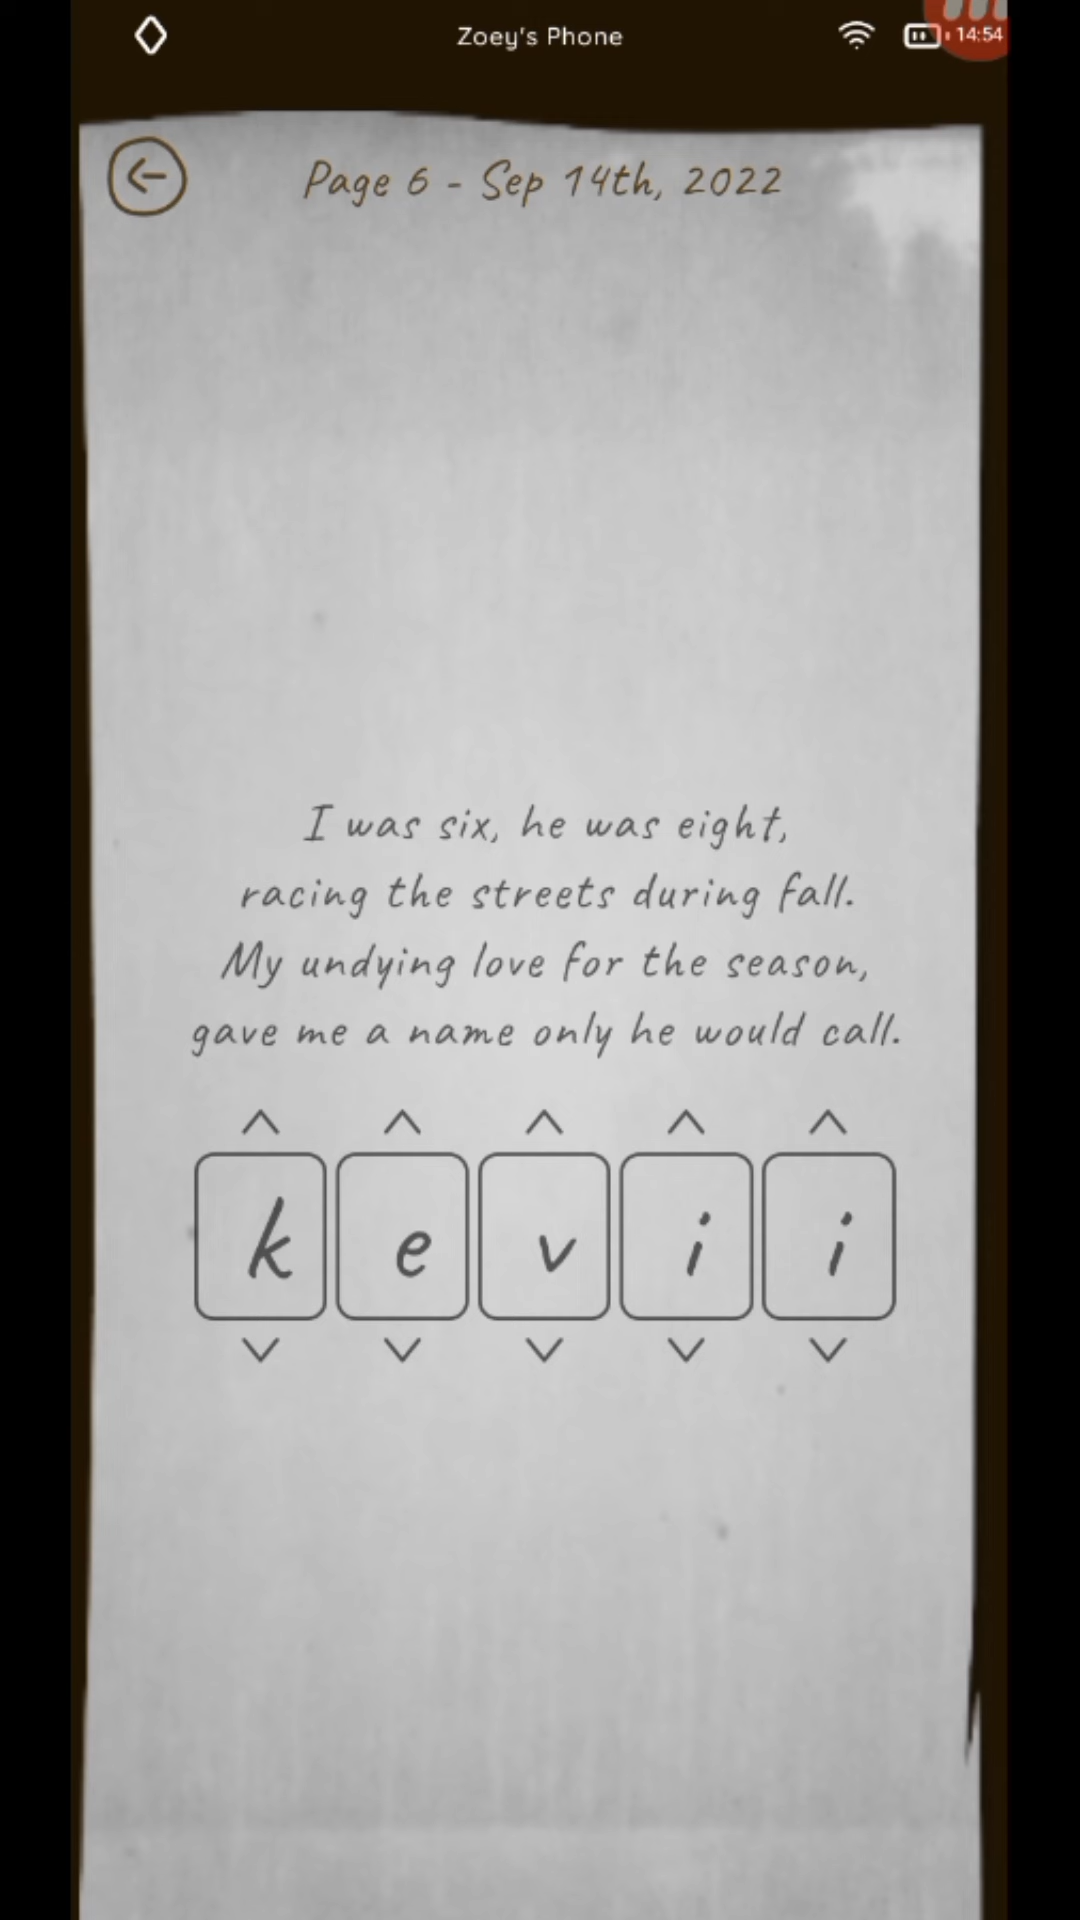 Zoey's Phone
14:54
Page 6 - Sep 14th, 2022
I was six, he was eight,
racing the streets during fall.
My undying love for the season,
gave me a name only he would call.
k e v i i